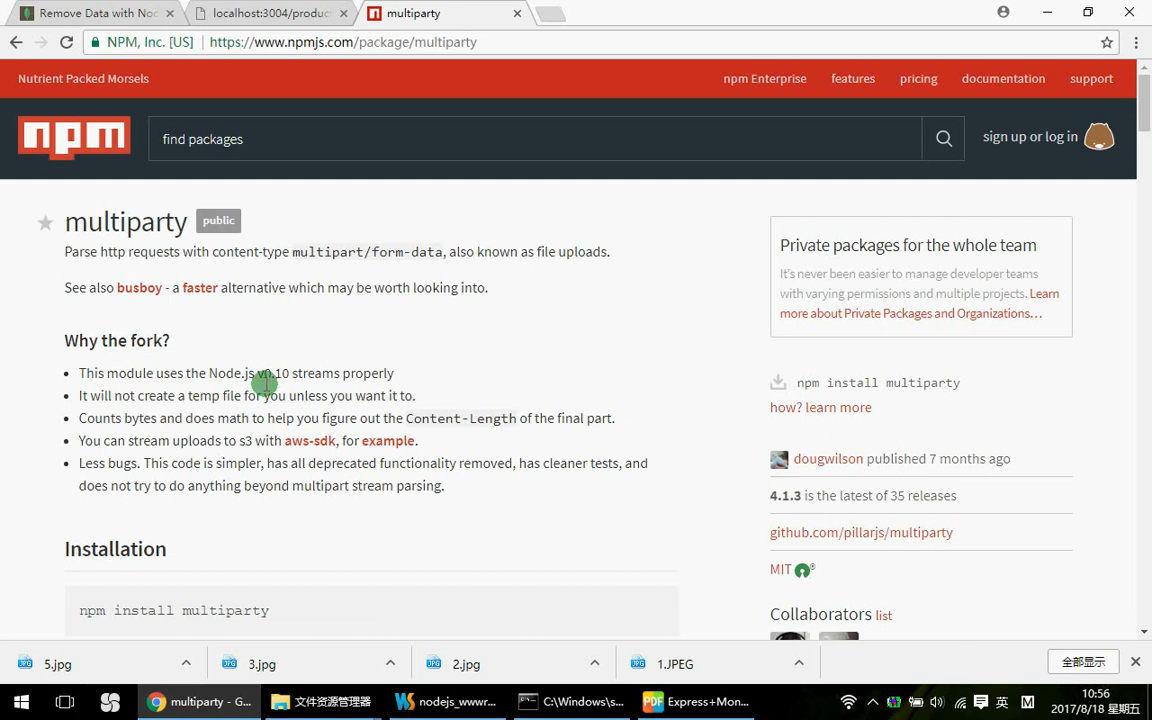 Remove Data with Nod
localhost:3004/produc
multiparty
NPM, Inc. [US]
https://www.npmjs.com/package/multiparty
Nutrient Packed Morsels
npm Enterprise
features
pricing
documentation
support
npm
find packages
sign up or log in
multiparty
public
Parse http requests with content-type multipart/form-data, also known as file uploads.
See also busboy - a faster alternative which may be worth looking into.
Why the fork?
This module uses the Node.js v0.10 streams properly
It will not create a temp file for you unless you want it to.
Counts bytes and does math to help you figure out the Content-Length of the final part.
You can stream uploads to s3 with aws-sdk, for example.
Less bugs. This code is simpler, has all deprecated functionality removed, has cleaner tests, and
does not try to do anything beyond multipart stream parsing.
Installation
npm install multiparty
Private packages for the whole team
It's never been easier to manage developer teams
with varying permissions and multiple projects. Learn
more about Private Packages and Organizations…
npm install multiparty
how? learn more
dougwilson published 7 months ago
4.1.3 is the latest of 35 releases
github.com/pillarjs/multiparty
MIT
Collaborators list
5.jpg
3.jpg
2.jpg
1.JPEG
全部显示
multiparty - G...
文件资源管理器
nodejs_wwwr...
C:\Windows\s...
Express+Mon...
英
M
10:56
2017/8/18 星期五